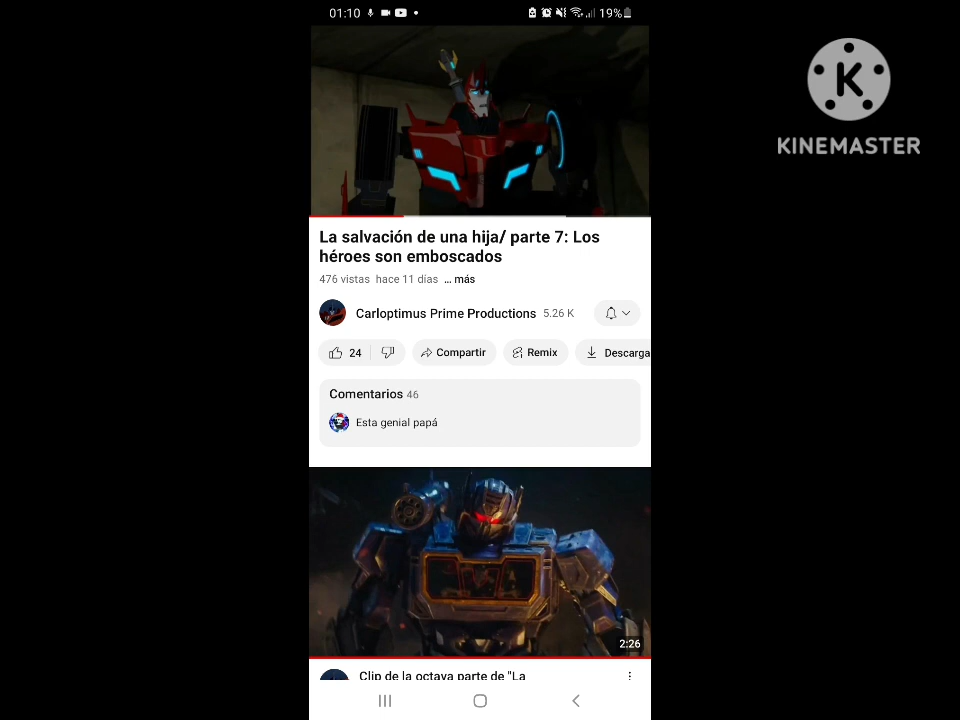 01:10
19%
KINEMASTER
La salvación de una hija/ parte 7: Los
héroes son emboscados
476 vistas hace 11 días ... más
Carloptimus Prime Productions 5.26 K
24 Compartir Remix Descarga
Comentarios 46
Esta genial papá
2:26
Clip de la octava parte de "La